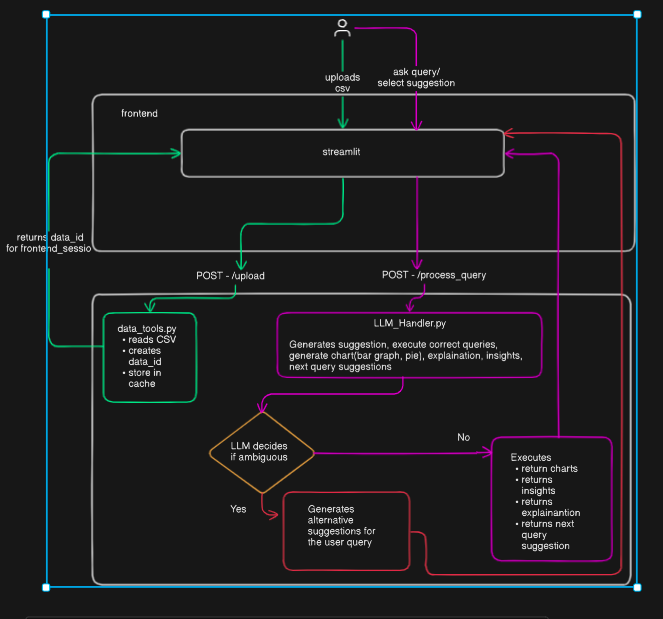 uploads
csv
ask query/
select suggestion
frontend
streamlit
returns data_id
for frontend_sessio
POST - /upload
POST - /process_query
data_tools.py
• reads CSV
• creates
data_id
• store in
cache
LLM_Handler.py
Generates suggestion, execute correct queries,
generate chart(bar graph, pie), explaination, insights,
next query suggestions
LLM decides
if ambiguous
No
Yes
Executes
• return charts
• returns
insights
• returns
explainantion
• returns next
query
suggestion
Generates
alternative
suggestions for
the user query